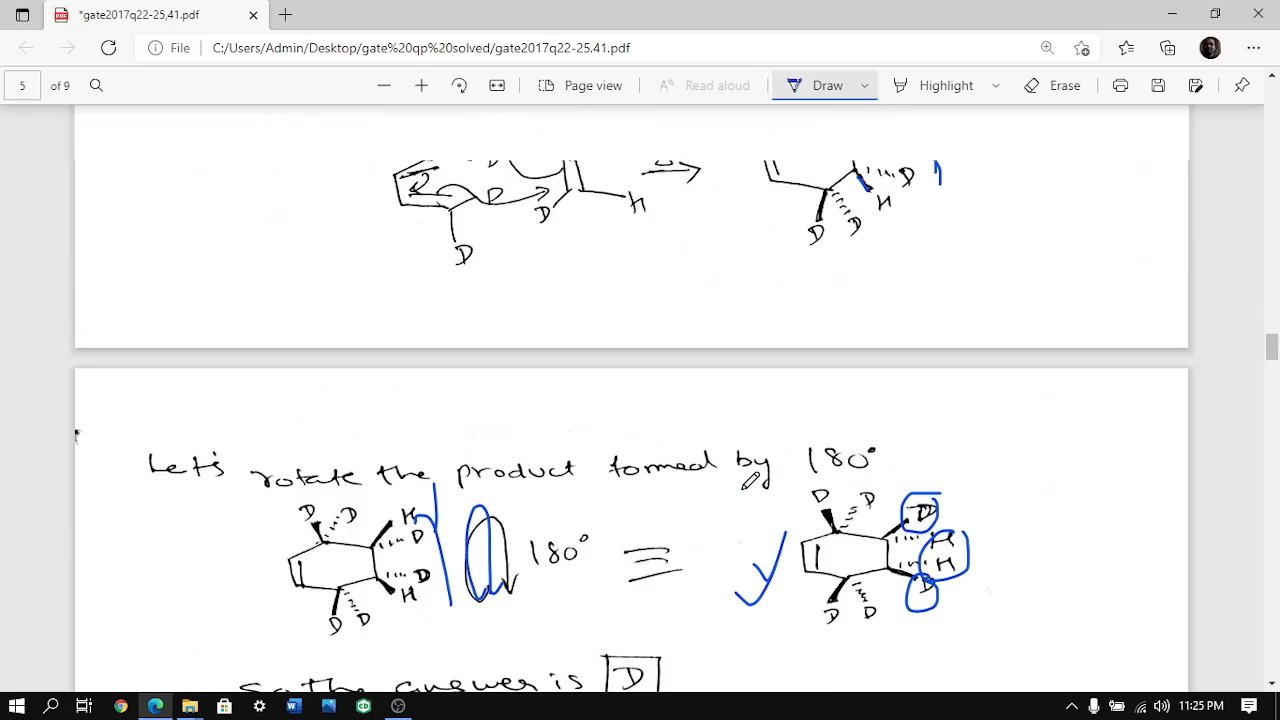 *gate2017q22-25,41.pdf
File C:/Users/Admin/Desktop/gate%20qp%20solved/gate2017q22-25,41.pdf
5 of 9 Page view Read aloud Draw Highlight Erase
D D
D H
H
D D D
Let's rotate the product formed by 180°
D D H D D D
D 180° ≡ H
D H
H D
D D D D
So the answer is D
11:25 PM